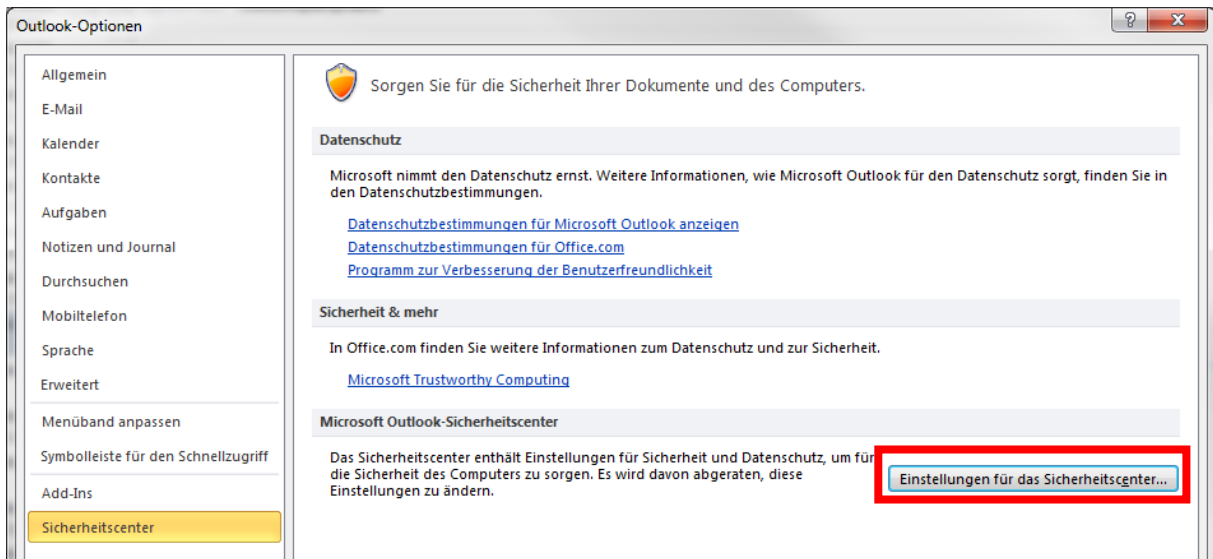 Outlook-Optionen
Allgemein
E-Mail
Kalender
Kontakte
Aufgaben
Notizen und Journal
Durchsuchen
Mobiltelefon
Sprache
Erweitert
Menüband anpassen
Symbolleiste für den Schnellzugriff
Add-Ins
Sicherheitscenter
Sorgen Sie für die Sicherheit Ihrer Dokumente und des Computers.
Datenschutz
Microsoft nimmt den Datenschutz ernst. Weitere Informationen, wie Microsoft Outlook für den Datenschutz sorgt, finden Sie in
den Datenschutzbestimmungen.
Datenschutzbestimmungen für Microsoft Outlook anzeigen
Datenschutzbestimmungen für Office.com
Programm zur Verbesserung der Benutzerfreundlichkeit
Sicherheit & mehr
In Office.com finden Sie weitere Informationen zum Datenschutz und zur Sicherheit.
Microsoft Trustworthy Computing
Microsoft Outlook-Sicherheitscenter
Das Sicherheitscenter enthält Einstellungen für Sicherheit und Datenschutz, um für
die Sicherheit des Computers zu sorgen. Es wird davon abgeraten, diese
Einstellungen zu ändern.
Einstellungen für das Sicherheitscenter...